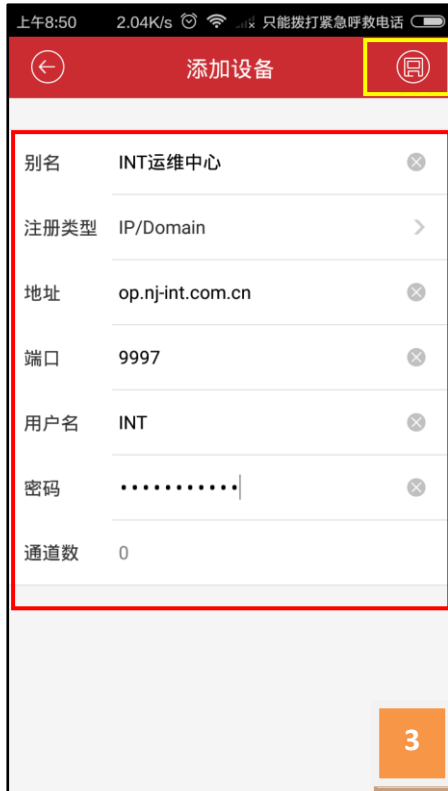 上午8:50 2.04K/s 只能拨打紧急呼救电话
添加设备
别名 INT运维中心
注册类型 IP/Domain
地址 op.nj-int.com.cn
端口 9997
用户名 INT
密码 •••••••••••
通道数 0
3